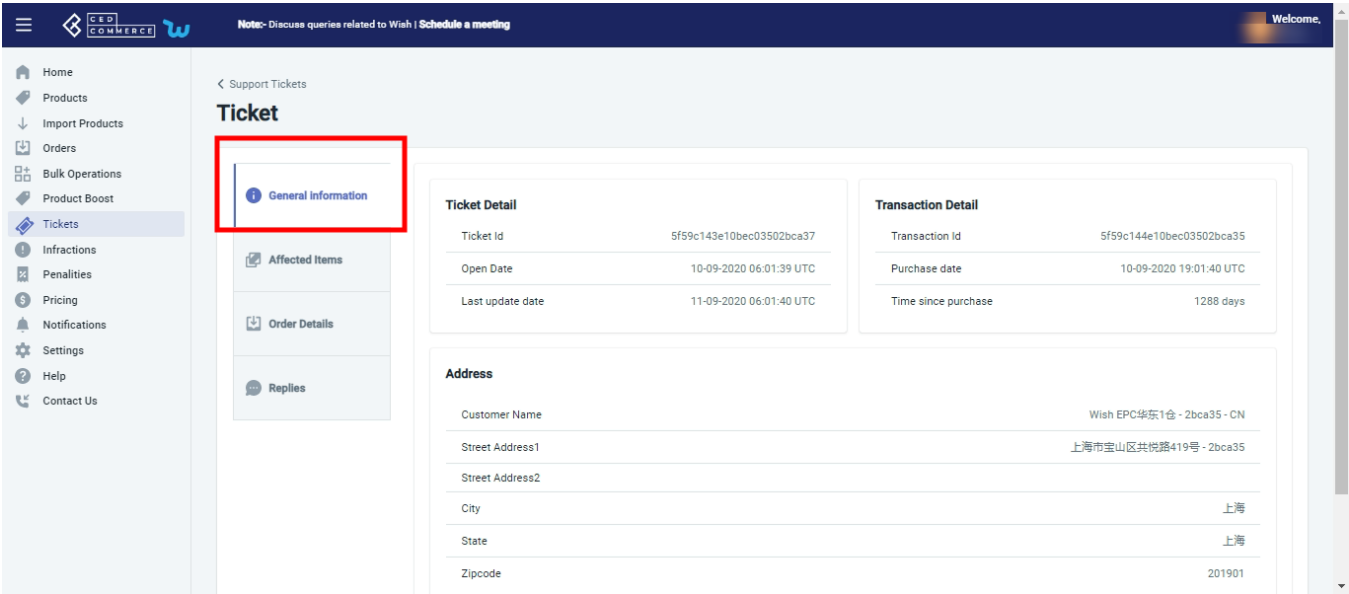 CED
COMMERCE
Note:- Discuss queries related to Wish | Schedule a meeting
Welcome,
Home
Products
Import Products
Orders
Bulk Operations
Product Boost
Tickets
Infractions
Penalities
Pricing
Notifications
Settings
Help
Contact Us
Support Tickets
Ticket
General information
Affected Items
Order Details
Replies
Ticket Detail
Ticket Id 5f59c143e10bec03502bca37
Open Date 10-09-2020 06:01:39 UTC
Last update date 11-09-2020 06:01:40 UTC
Transaction Detail
Transaction Id 5f59c144e10bec03502bca35
Purchase date 10-09-2020 19:01:40 UTC
Time since purchase 1288 days
Address
Customer Name Wish EPC华东1仓 - 2bca35 - CN
Street Address1 上海市宝山区共悦路419号 - 2bca35
Street Address2
City 上海
State 上海
Zipcode 201901